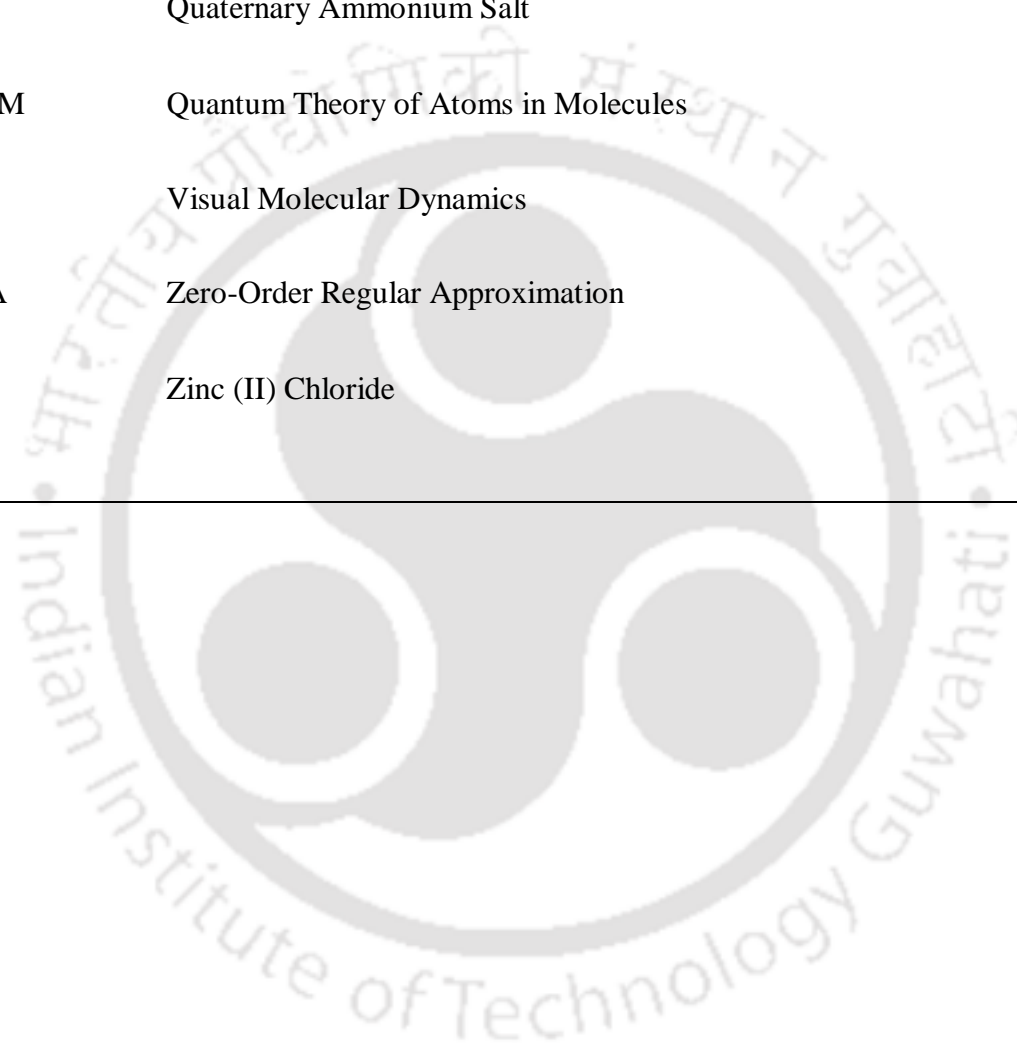 Quaternary Ammonium Salt
M Quantum Theory of Atoms in Molecules
Visual Molecular Dynamics
A Zero-Order Regular Approximation
Zinc (II) Chloride
भारतीय प्रौद्योगिकी संस्थान गुवाहाटी
Indian Institute of Technology Guwahati